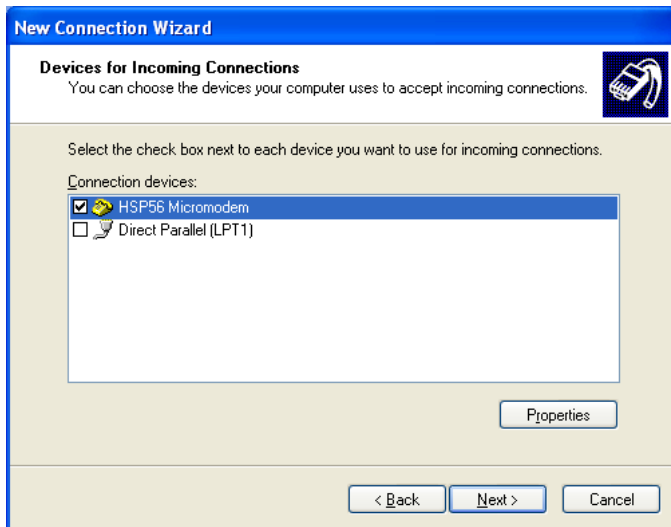 New Connection Wizard
Devices for Incoming Connections
You can choose the devices your computer uses to accept incoming connections.
Select the check box next to each device you want to use for incoming connections.
Connection devices:
HSP56 Micromodem
Direct Parallel (LPT1)
Properties
< Back
Next >
Cancel